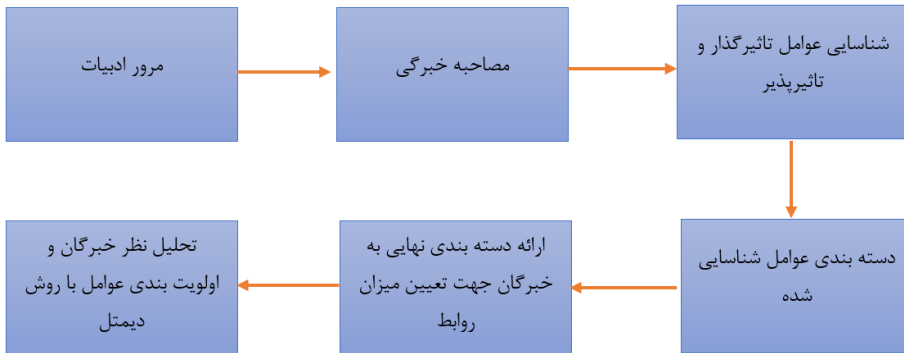 مرور ادبیات
مصاحبه خبرگی
شناسایی عوامل تاثیرگذار و
تاثیرپذیر
دسته بندی عوامل شناسایی
شده
ارائه دسته بندی نهایی به
خبرگان جهت تعیین میزان
روابط
تحلیل نظر خبرگان و
اولویت بندی عوامل با روش
دیمتل